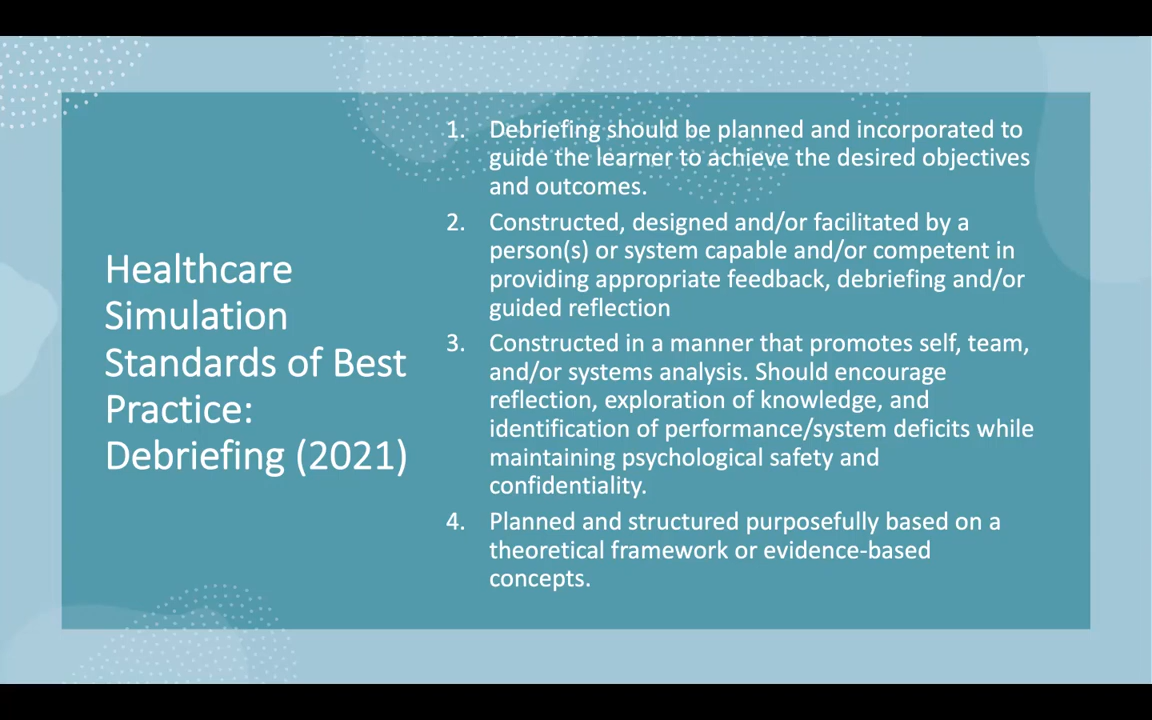 Healthcare
Simulation
Standards of Best
Practice:
Debriefing (2021)
1. Debriefing should be planned and incorporated to
guide the learner to achieve the desired objectives
and outcomes.
2. Constructed, designed and/or facilitated by a
person(s) or system capable and/or competent in
providing appropriate feedback, debriefing and/or
guided reflection
3. Constructed in a manner that promotes self, team,
and/or systems analysis. Should encourage
reflection, exploration of knowledge, and
identification of performance/system deficits while
maintaining psychological safety and
confidentiality.
4. Planned and structured purposefully based on a
theoretical framework or evidence-based
concepts.